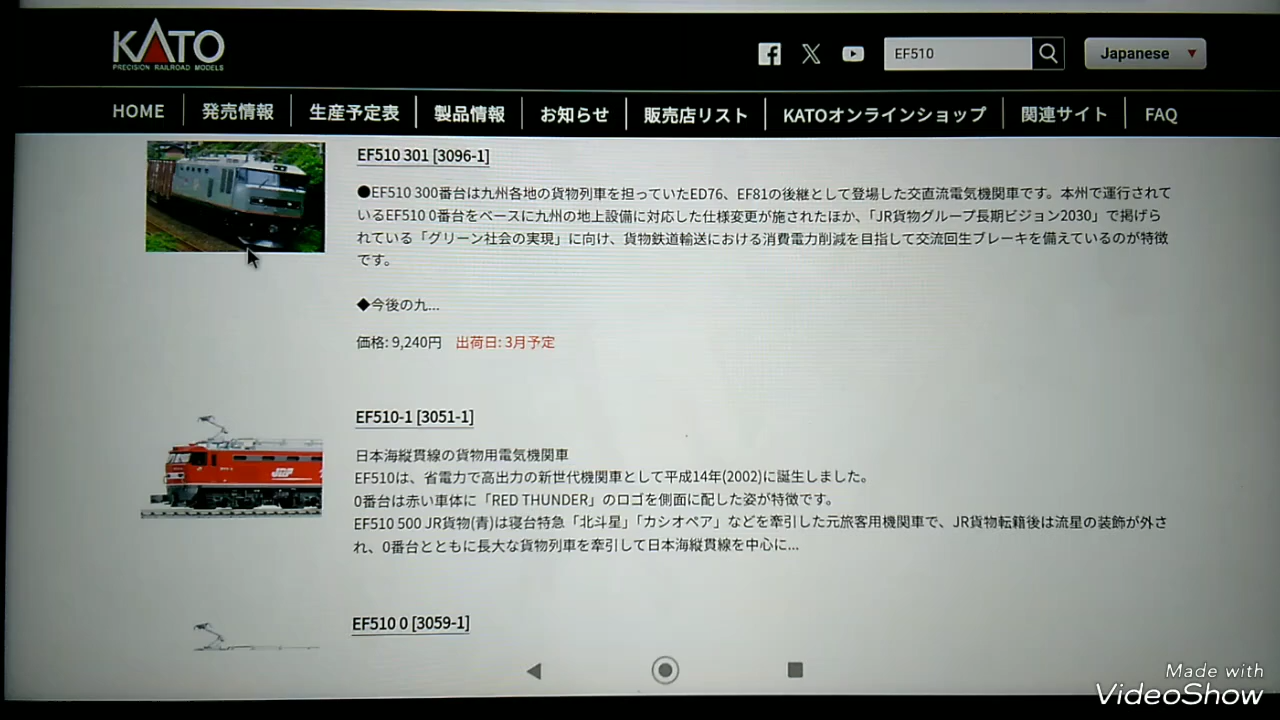 KATO
PRECISION RAILROAD MODELS
EF510
Japanese
HOME
発売情報
生産予定表
製品情報
お知らせ
販売店リスト
KATOオンラインショップ
関連サイト
FAQ
EF510 301 [3096-1]
●EF510 300番台は九州各地の貨物列車を担っていたED76、EF81の後継として登場した交直流電気機関車です。本州で運行されて
いるEF510 0番台をベースに九州の地上設備に対応した仕様変更が施されたほか、「JR貨物グループ長期ビジョン2030」で掲げら
れている「グリーン社会の実現」に向け、貨物鉄道輸送における消費電力削減を目指して交流回生ブレーキを備えているのが特徴
です。
◆今後の九...
価格: 9,240円 出荷日: 3月予定
EF510-1 [3051-1]
日本海縦貫線の貨物用電気機関車
EF510は、省電力で高出力の新世代機関車として平成14年(2002)に誕生しました。
0番台は赤い車体に「RED THUNDER」のロゴを側面に配した姿が特徴です。
EF510 500 JR貨物(青)は寝台特急「北斗星」「カシオペア」などを牽引した元旅客用機関車で、JR貨物転籍後は流星の装飾が外さ
れ、0番台とともに長大な貨物列車を牽引して日本海縦貫線を中心に...
EF510 0 [3059-1]
Made with
VideoShow